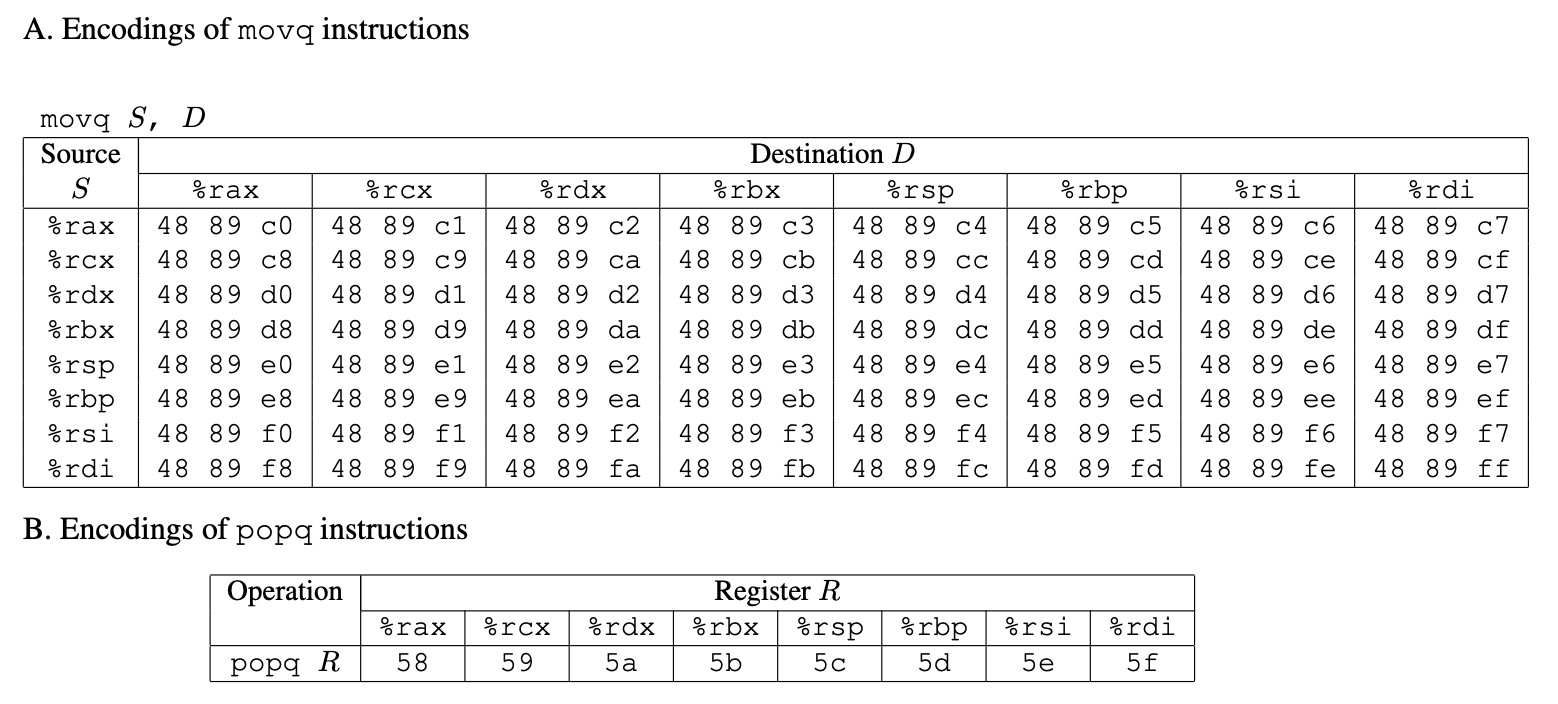 A. Encodings of movq instructions
movq S, D
Source Destination D
S %rax %rcx %rdx %rbx %rsp %rbp %rsi %rdi
%rax 48 89 c0 48 89 c1 48 89 c2 48 89 c3 48 89 c4 48 89 c5 48 89 c6 48 89 c7
%rcx 48 89 c8 48 89 c9 48 89 ca 48 89 cb 48 89 cc 48 89 cd 48 89 ce 48 89 cf
%rdx 48 89 d0 48 89 d1 48 89 d2 48 89 d3 48 89 d4 48 89 d5 48 89 d6 48 89 d7
%rbx 48 89 d8 48 89 d9 48 89 da 48 89 db 48 89 dc 48 89 dd 48 89 de 48 89 df
%rsp 48 89 e0 48 89 e1 48 89 e2 48 89 e3 48 89 e4 48 89 e5 48 89 e6 48 89 e7
%rbp 48 89 e8 48 89 e9 48 89 ea 48 89 eb 48 89 ec 48 89 ed 48 89 ee 48 89 ef
%rsi 48 89 f0 48 89 f1 48 89 f2 48 89 f3 48 89 f4 48 89 f5 48 89 f6 48 89 f7
%rdi 48 89 f8 48 89 f9 48 89 fa 48 89 fb 48 89 fc 48 89 fd 48 89 fe 48 89 ff
B. Encodings of popq instructions
Operation Register R
%rax %rcx %rdx %rbx %rsp %rbp %rsi %rdi
popq R 58 59 5a 5b 5c 5d 5e 5f